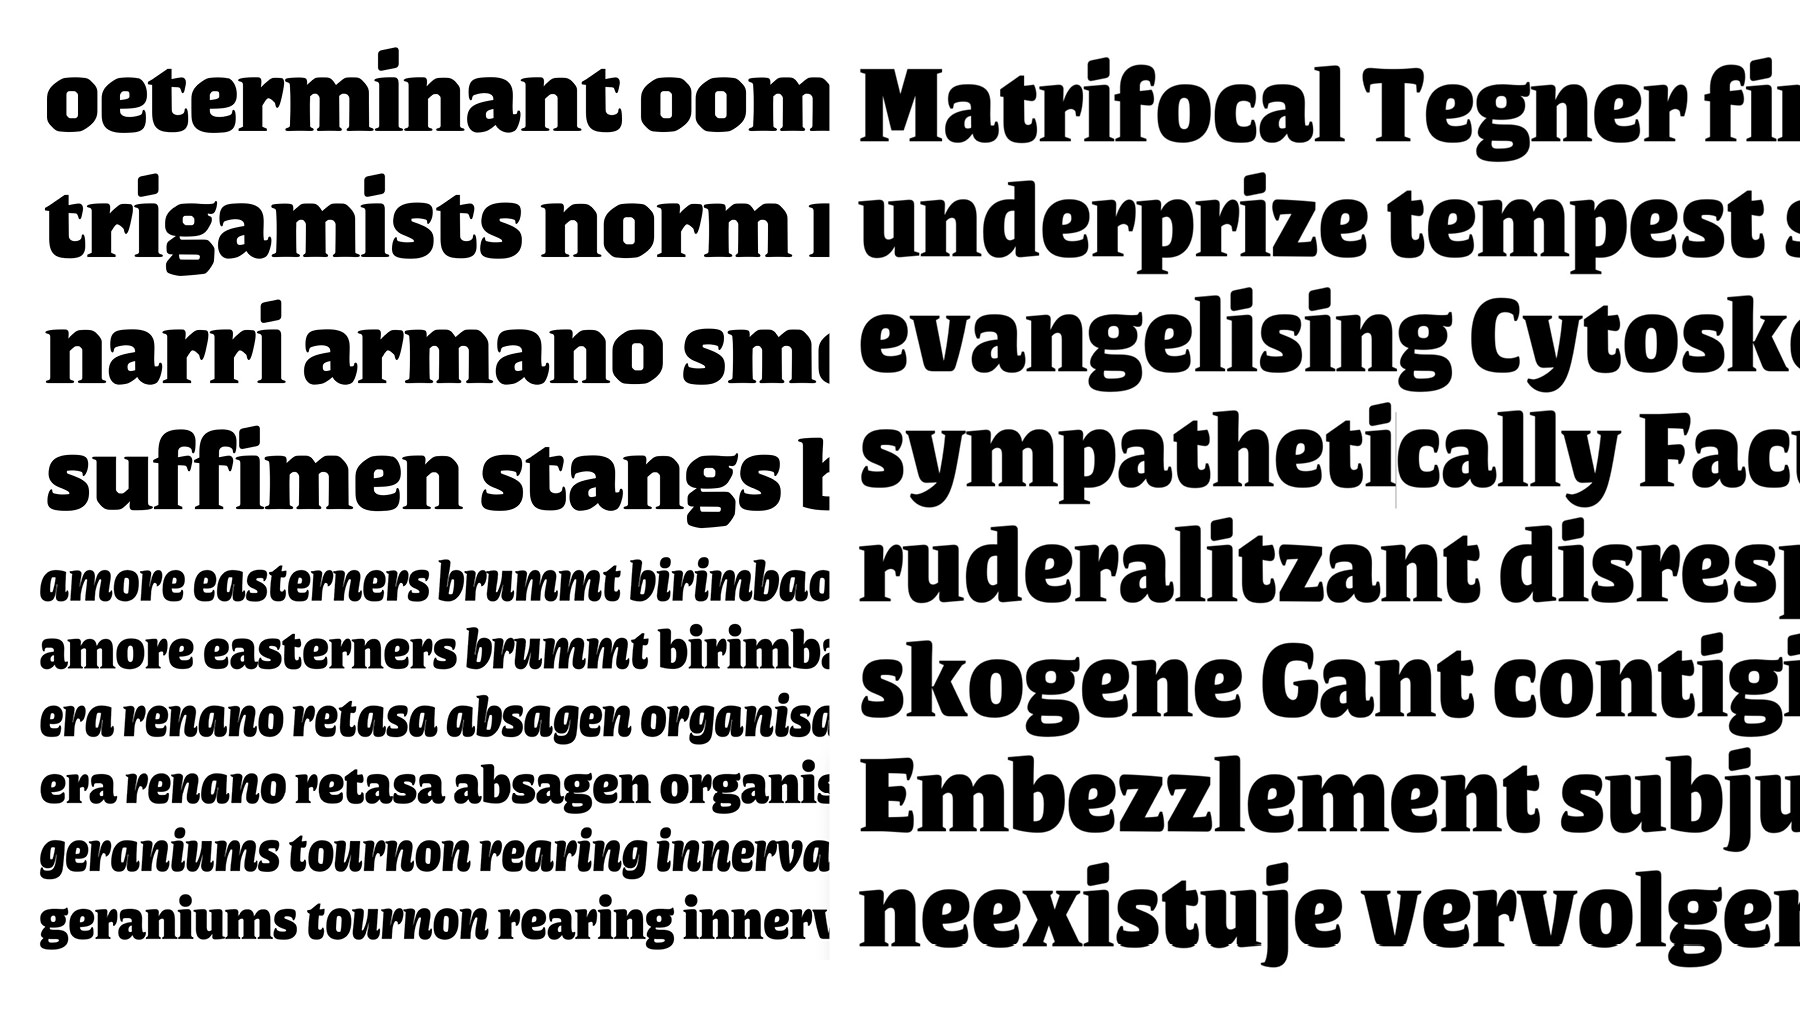 oeterminant oom
trigamists norm
narri armano
suffimen stangs
amore easterners brummt birimbao
amore easterners brummt
era renano retasa absagen
era renano retasa absagen
geraniums tournon rearing
geraniums tournon rearing
Matrifocal Tegner
underprize tempest
evangelising
sympathetically
ruderalitzant
skogene Gant
Embezzlement
neexistuje